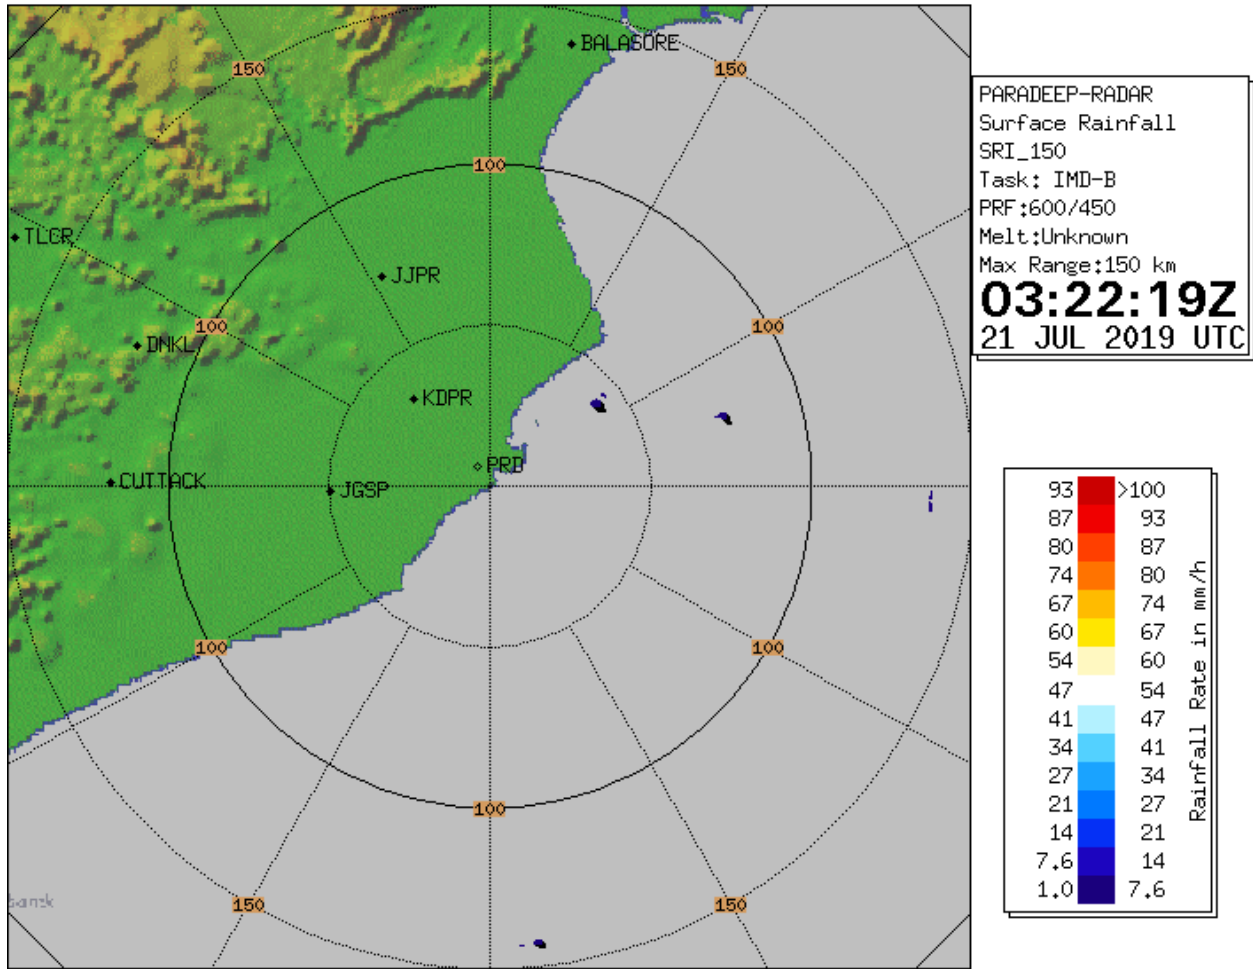 BALASORE
150
150
100
TLCR
JJPR
100
100
DNKL
KDPR
PRD
CUTTACK
JGSP
100
100
100
150
150
PARADEEP-RADAR
Surface Rainfall
SRI_150
Task: IMD-B
PRF:600/450
Melt:Unknown
Max Range:150 km
03:22:19Z
21 JUL 2019 UTC
93 >100
87 93
80 87
74 80
67 74
60 67
54 60
47 54
41 47
34 41
27 34
21 27
14 21
7.6 14
1.0 7.6
Rainfall Rate in mm/h